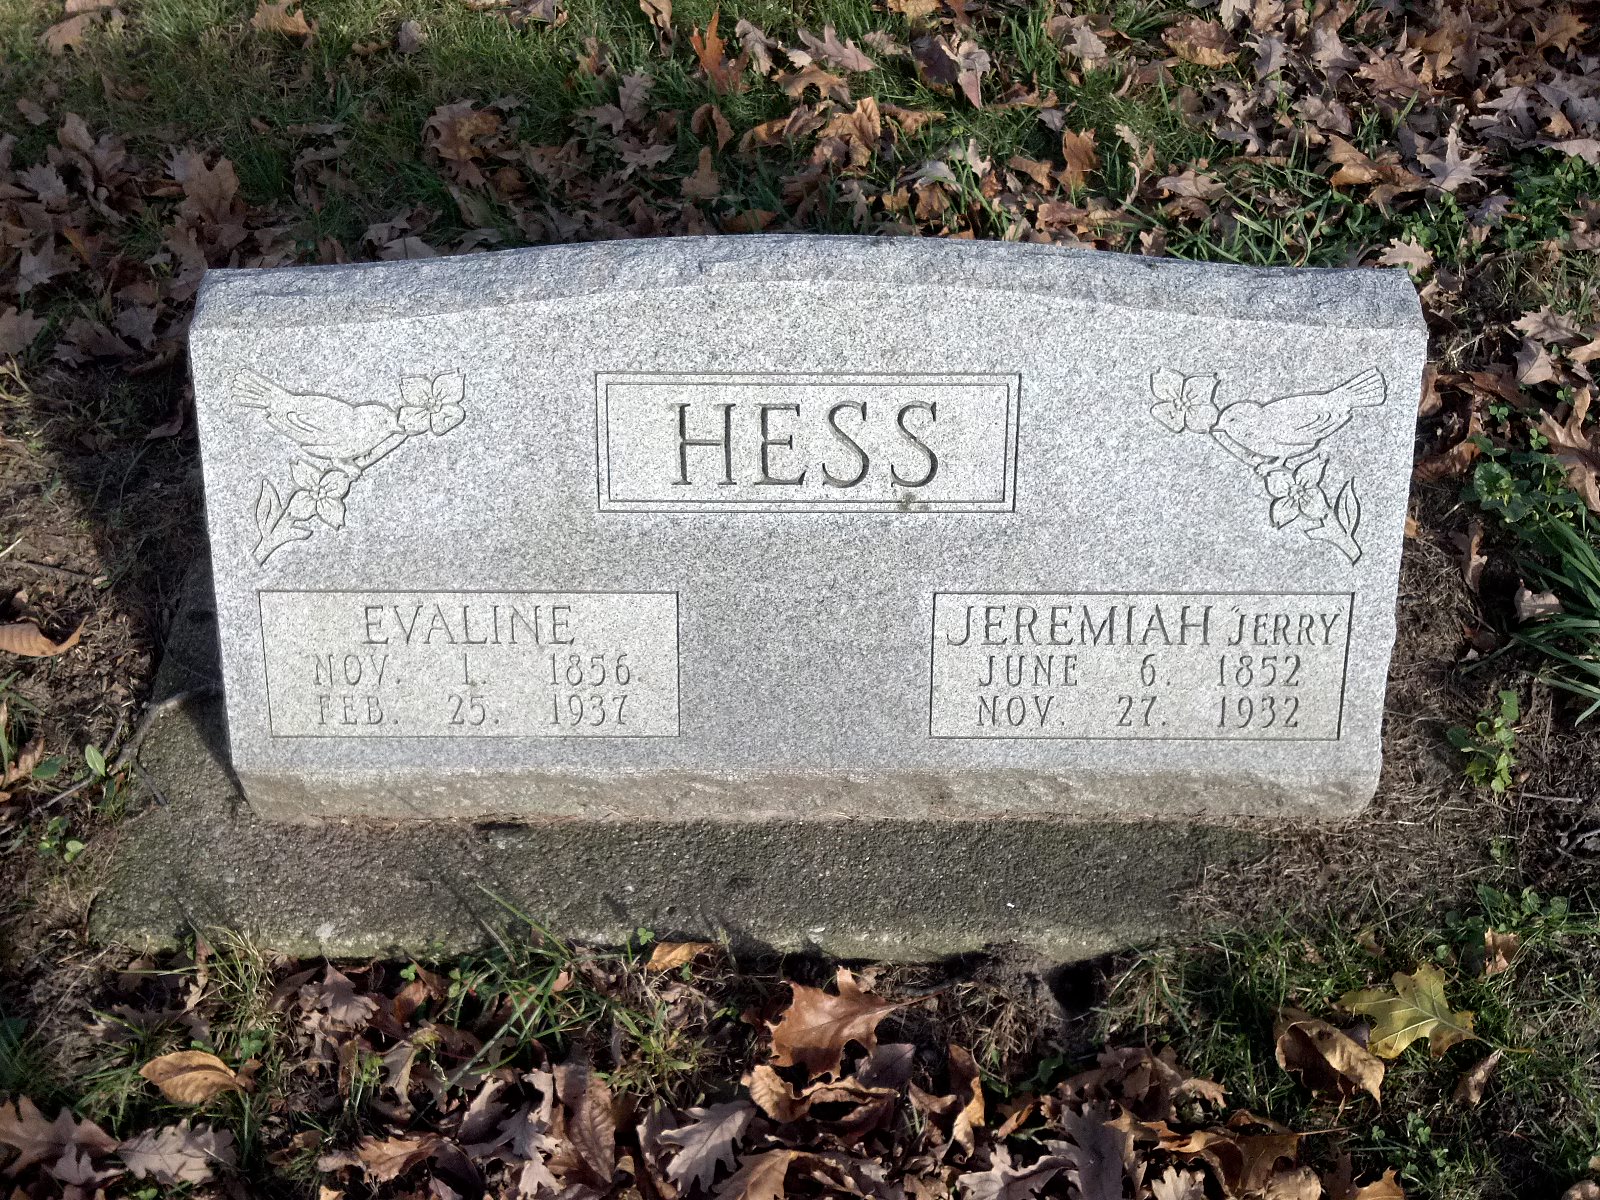 HESS
EVALINE
NOV. 1. 1856.
FEB. 25. 1937
JEREMIAH "JERRY"
JUNE 6. 1852
NOV. 27. 1932